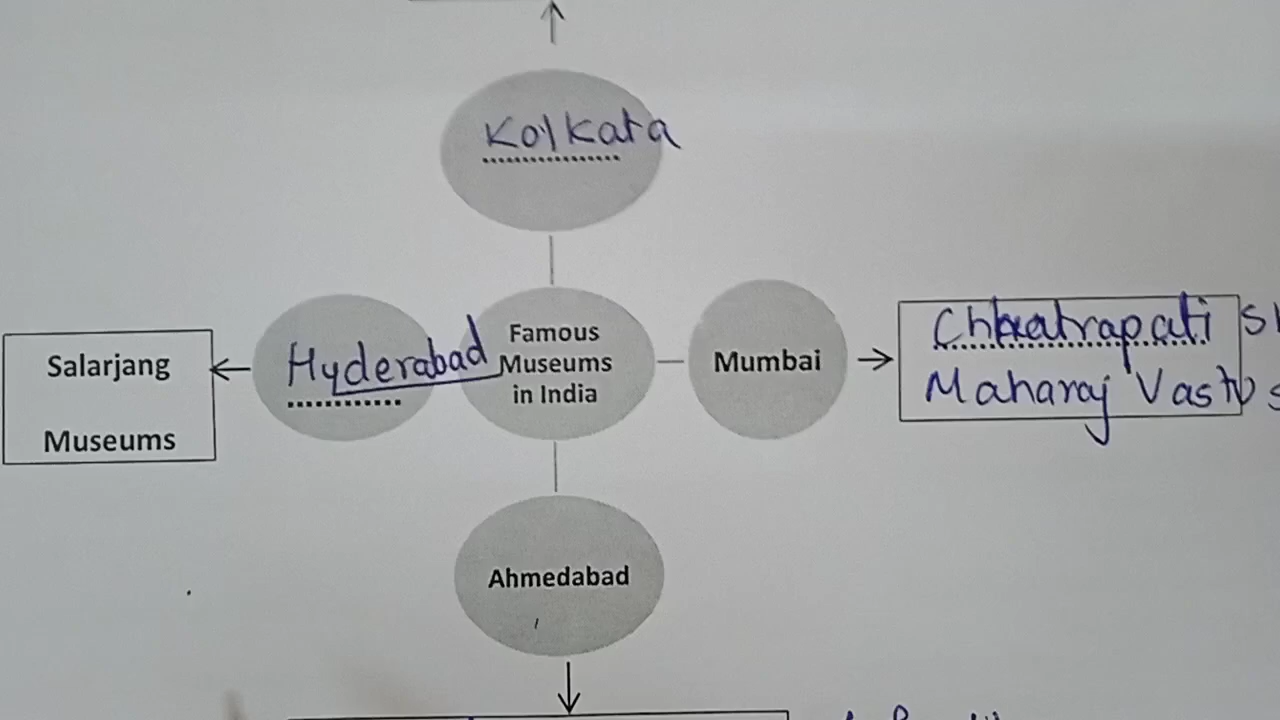 Kolkata
Salarjang
Museums
Hyderabad
Famous
Museums
in India
Mumbai
Chhatrapati
Maharaj Vastu
Ahmedabad